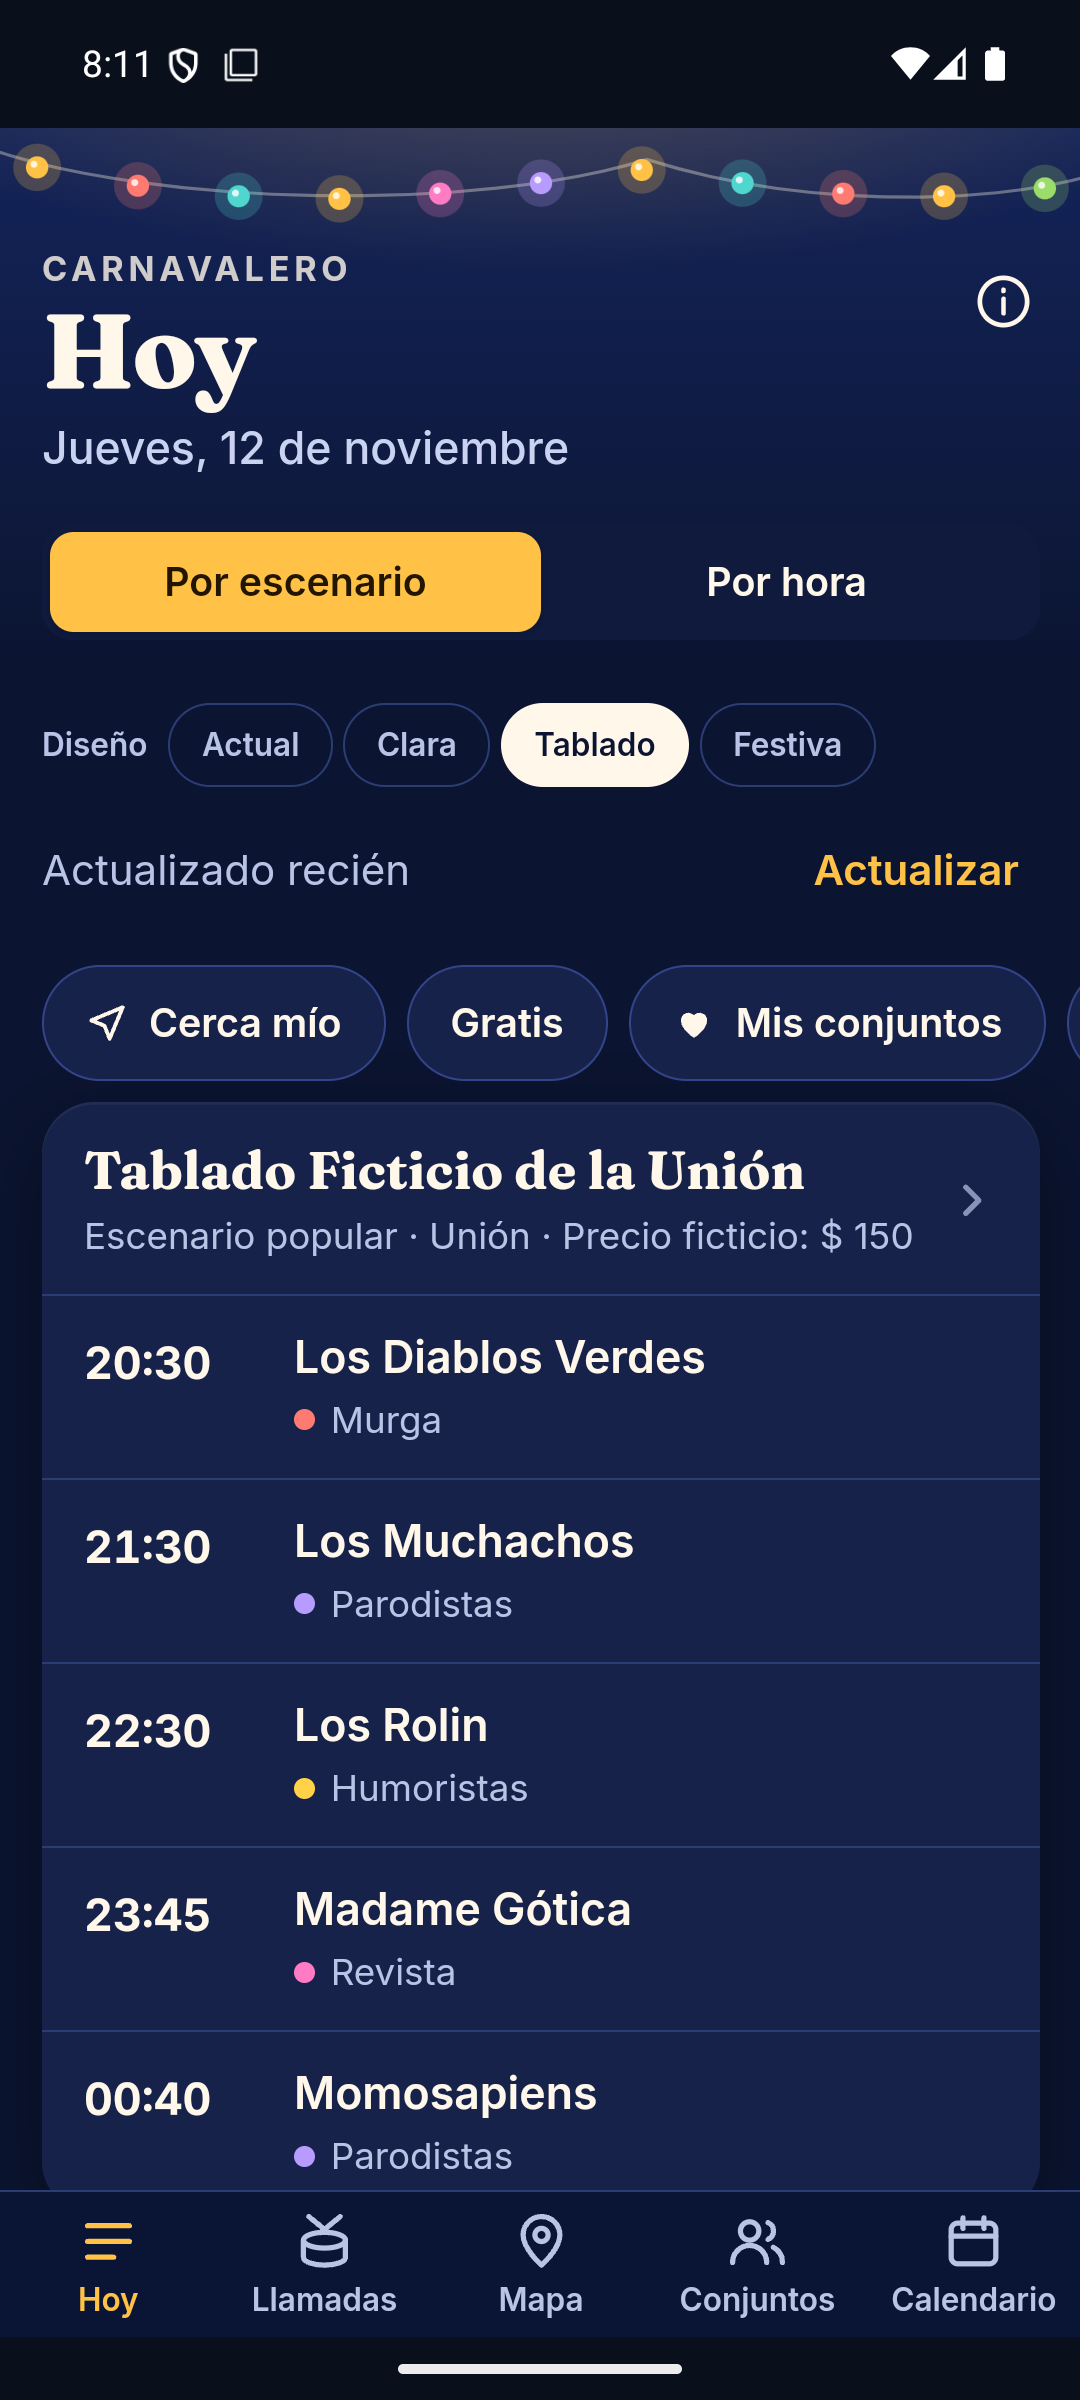 8:11
CARNAVALERO
Hoy
Jueves, 12 de noviembre
Por escenario
Por hora
Diseño
Actual
Clara
Tablado
Festiva
Actualizado recién
Actualizar
Cerca mío
Gratis
Mis conjuntos
Tablado Ficticio de la Unión
Escenario popular · Unión · Precio ficticio: $ 150
20:30
Los Diablos Verdes
Murga
21:30
Los Muchachos
Parodistas
22:30
Los Rolin
Humoristas
23:45
Madame Gótica
Revista
00:40
Momosapiens
Parodistas
Hoy
Llamadas
Mapa
Conjuntos
Calendario